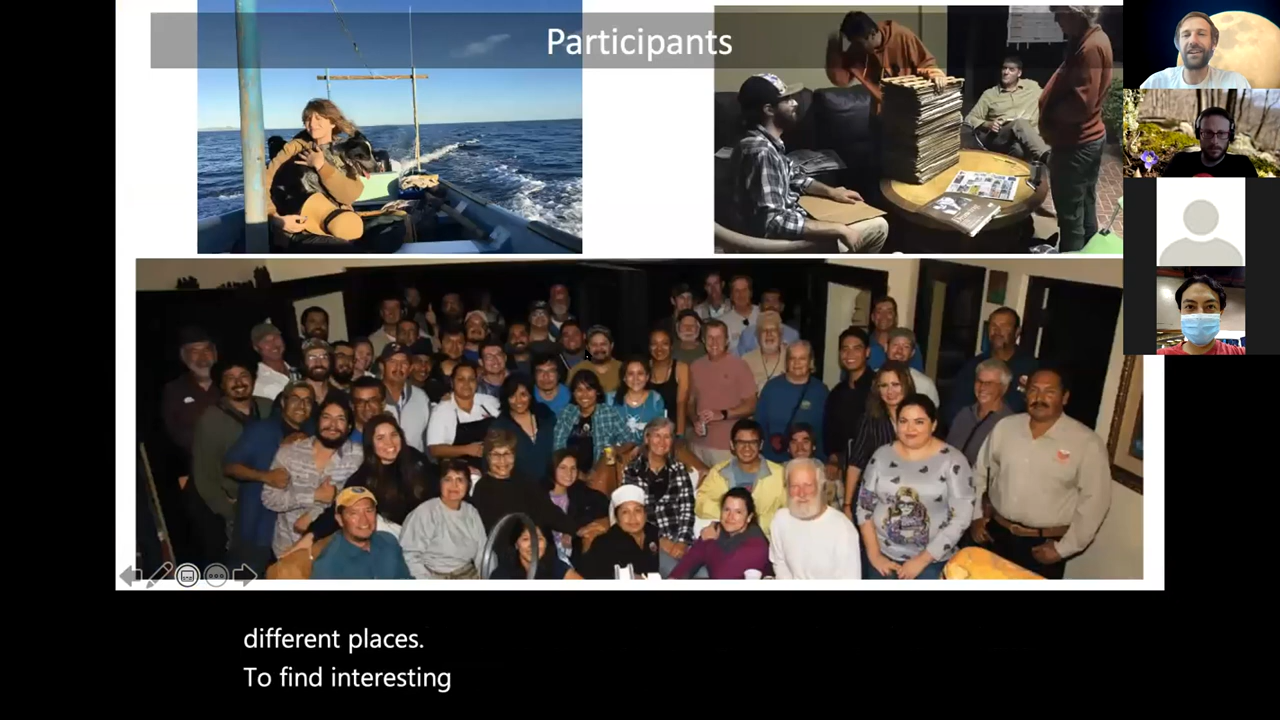 Participants
different places.
To find interesting